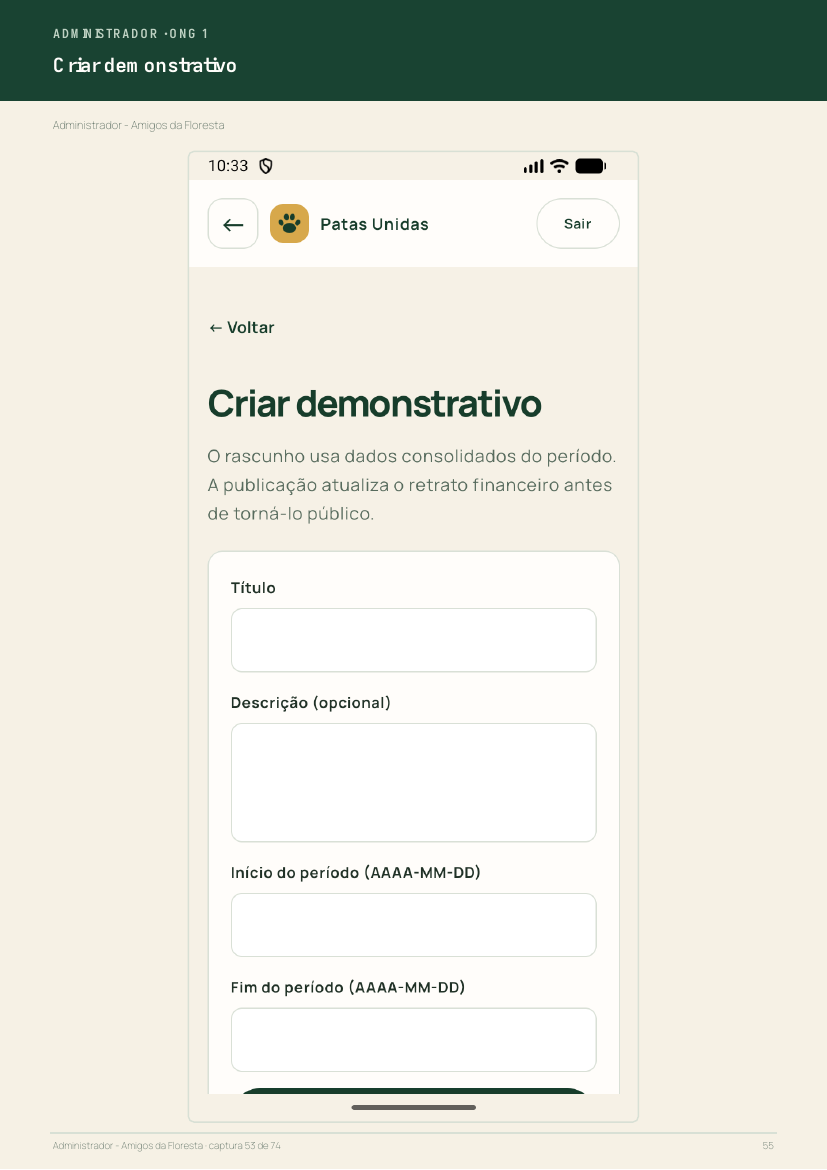 ADMINISTRADOR · ONG 1
Criar demonstrativo
Administrador - Amigos da Floresta
10:33
Patas Unidas
Sair
← Voltar
Criar demonstrativo
O rascunho usa dados consolidados do período.
A publicação atualiza o retrato financeiro antes
de torná-lo público.
Título
Descrição (opcional)
Início do período (AAAA-MM-DD)
Fim do período (AAAA-MM-DD)
Administrador - Amigos da Floresta · captura 53 de 74
55